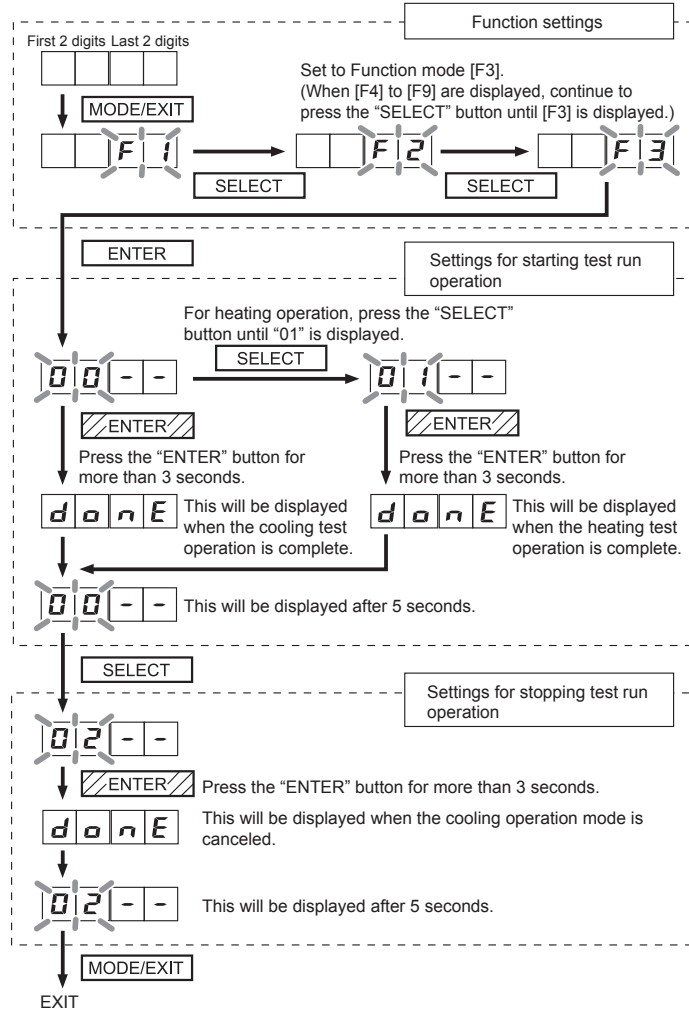 Function settings
First 2 digits Last 2 digits
Set to Function mode [F3].
(When [F4] to [F9] are displayed, continue to
press the “SELECT” button until [F3] is displayed.)
MODE/EXIT
F 1
F 2
F 3
SELECT
SELECT
ENTER
Settings for starting test run
operation
For heating operation, press the “SELECT”
button until “01” is displayed.
SELECT
0 0 - -
0 1 - -
ENTER
ENTER
Press the “ENTER” button for
more than 3 seconds.
Press the “ENTER” button for
more than 3 seconds.
d o n E
This will be displayed
when the cooling test
operation is complete.
d o n E
This will be displayed
when the heating test
operation is complete.
0 0 - -
This will be displayed after 5 seconds.
SELECT
Settings for stopping test run
operation
0 2 - -
ENTER
Press the “ENTER” button for more than 3 seconds.
d o n E
This will be displayed when the cooling operation mode is
canceled.
0 2 - -
This will be displayed after 5 seconds.
MODE/EXIT
EXIT